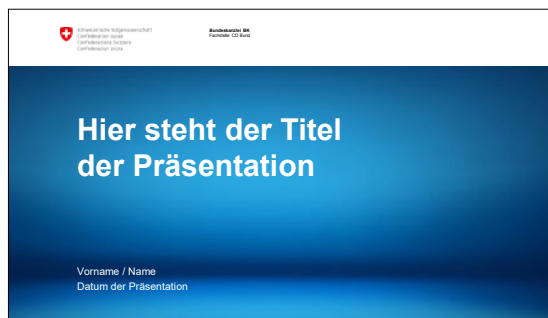 Schweizerische Eidgenossenschaft
Confédération suisse
Confederazione Svizzera
Confederaziun svizra
Bundeskanzlei BK
Fachstelle CD Bund
Hier steht der Titel
der Präsentation
Vorname / Name
Datum der Präsentation